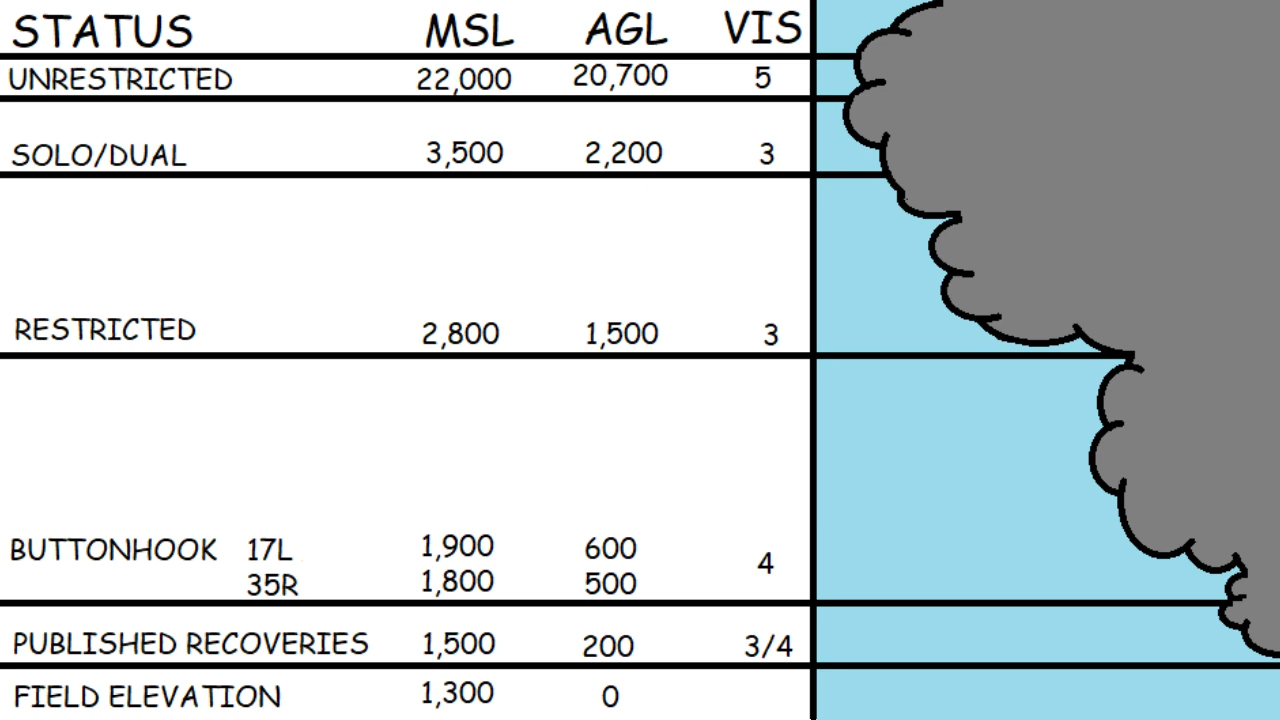 STATUS MSL AGL VIS
UNRESTRICTED 22,000 20,700 5
SOLO/DUAL 3,500 2,200 3
RESTRICTED 2,800 1,500 3
BUTTONHOOK 17L 1,900 600 4
35R 1,800 500
PUBLISHED RECOVERIES 1,500 200 3/4
FIELD ELEVATION 1,300 0